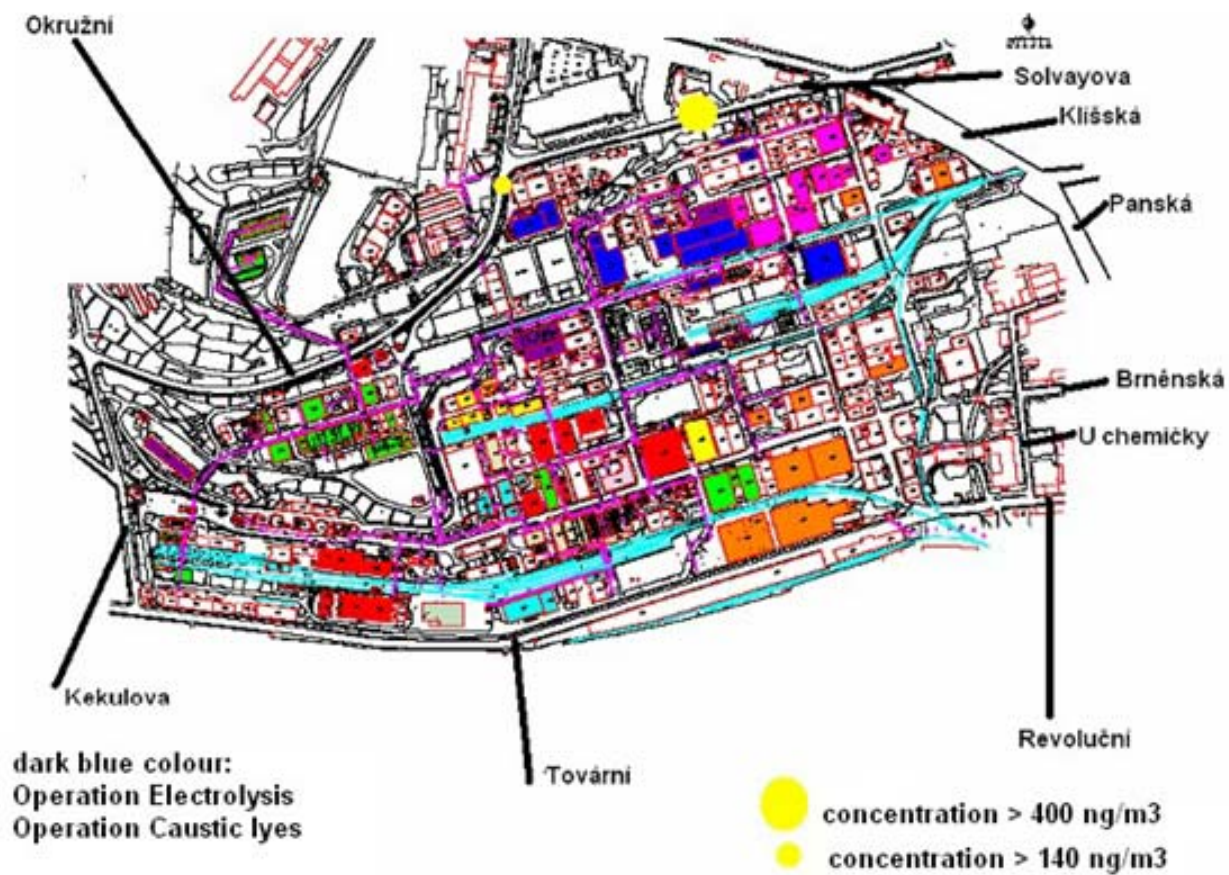 Okružní
Solvayova
Klíšská
Panská
Brněnská
U chemičky
Kekulova
Revoluční
Tovární
dark blue colour:
Operation Electrolysis
Operation Caustic lyes
concentration > 400 ng/m3
concentration > 140 ng/m3